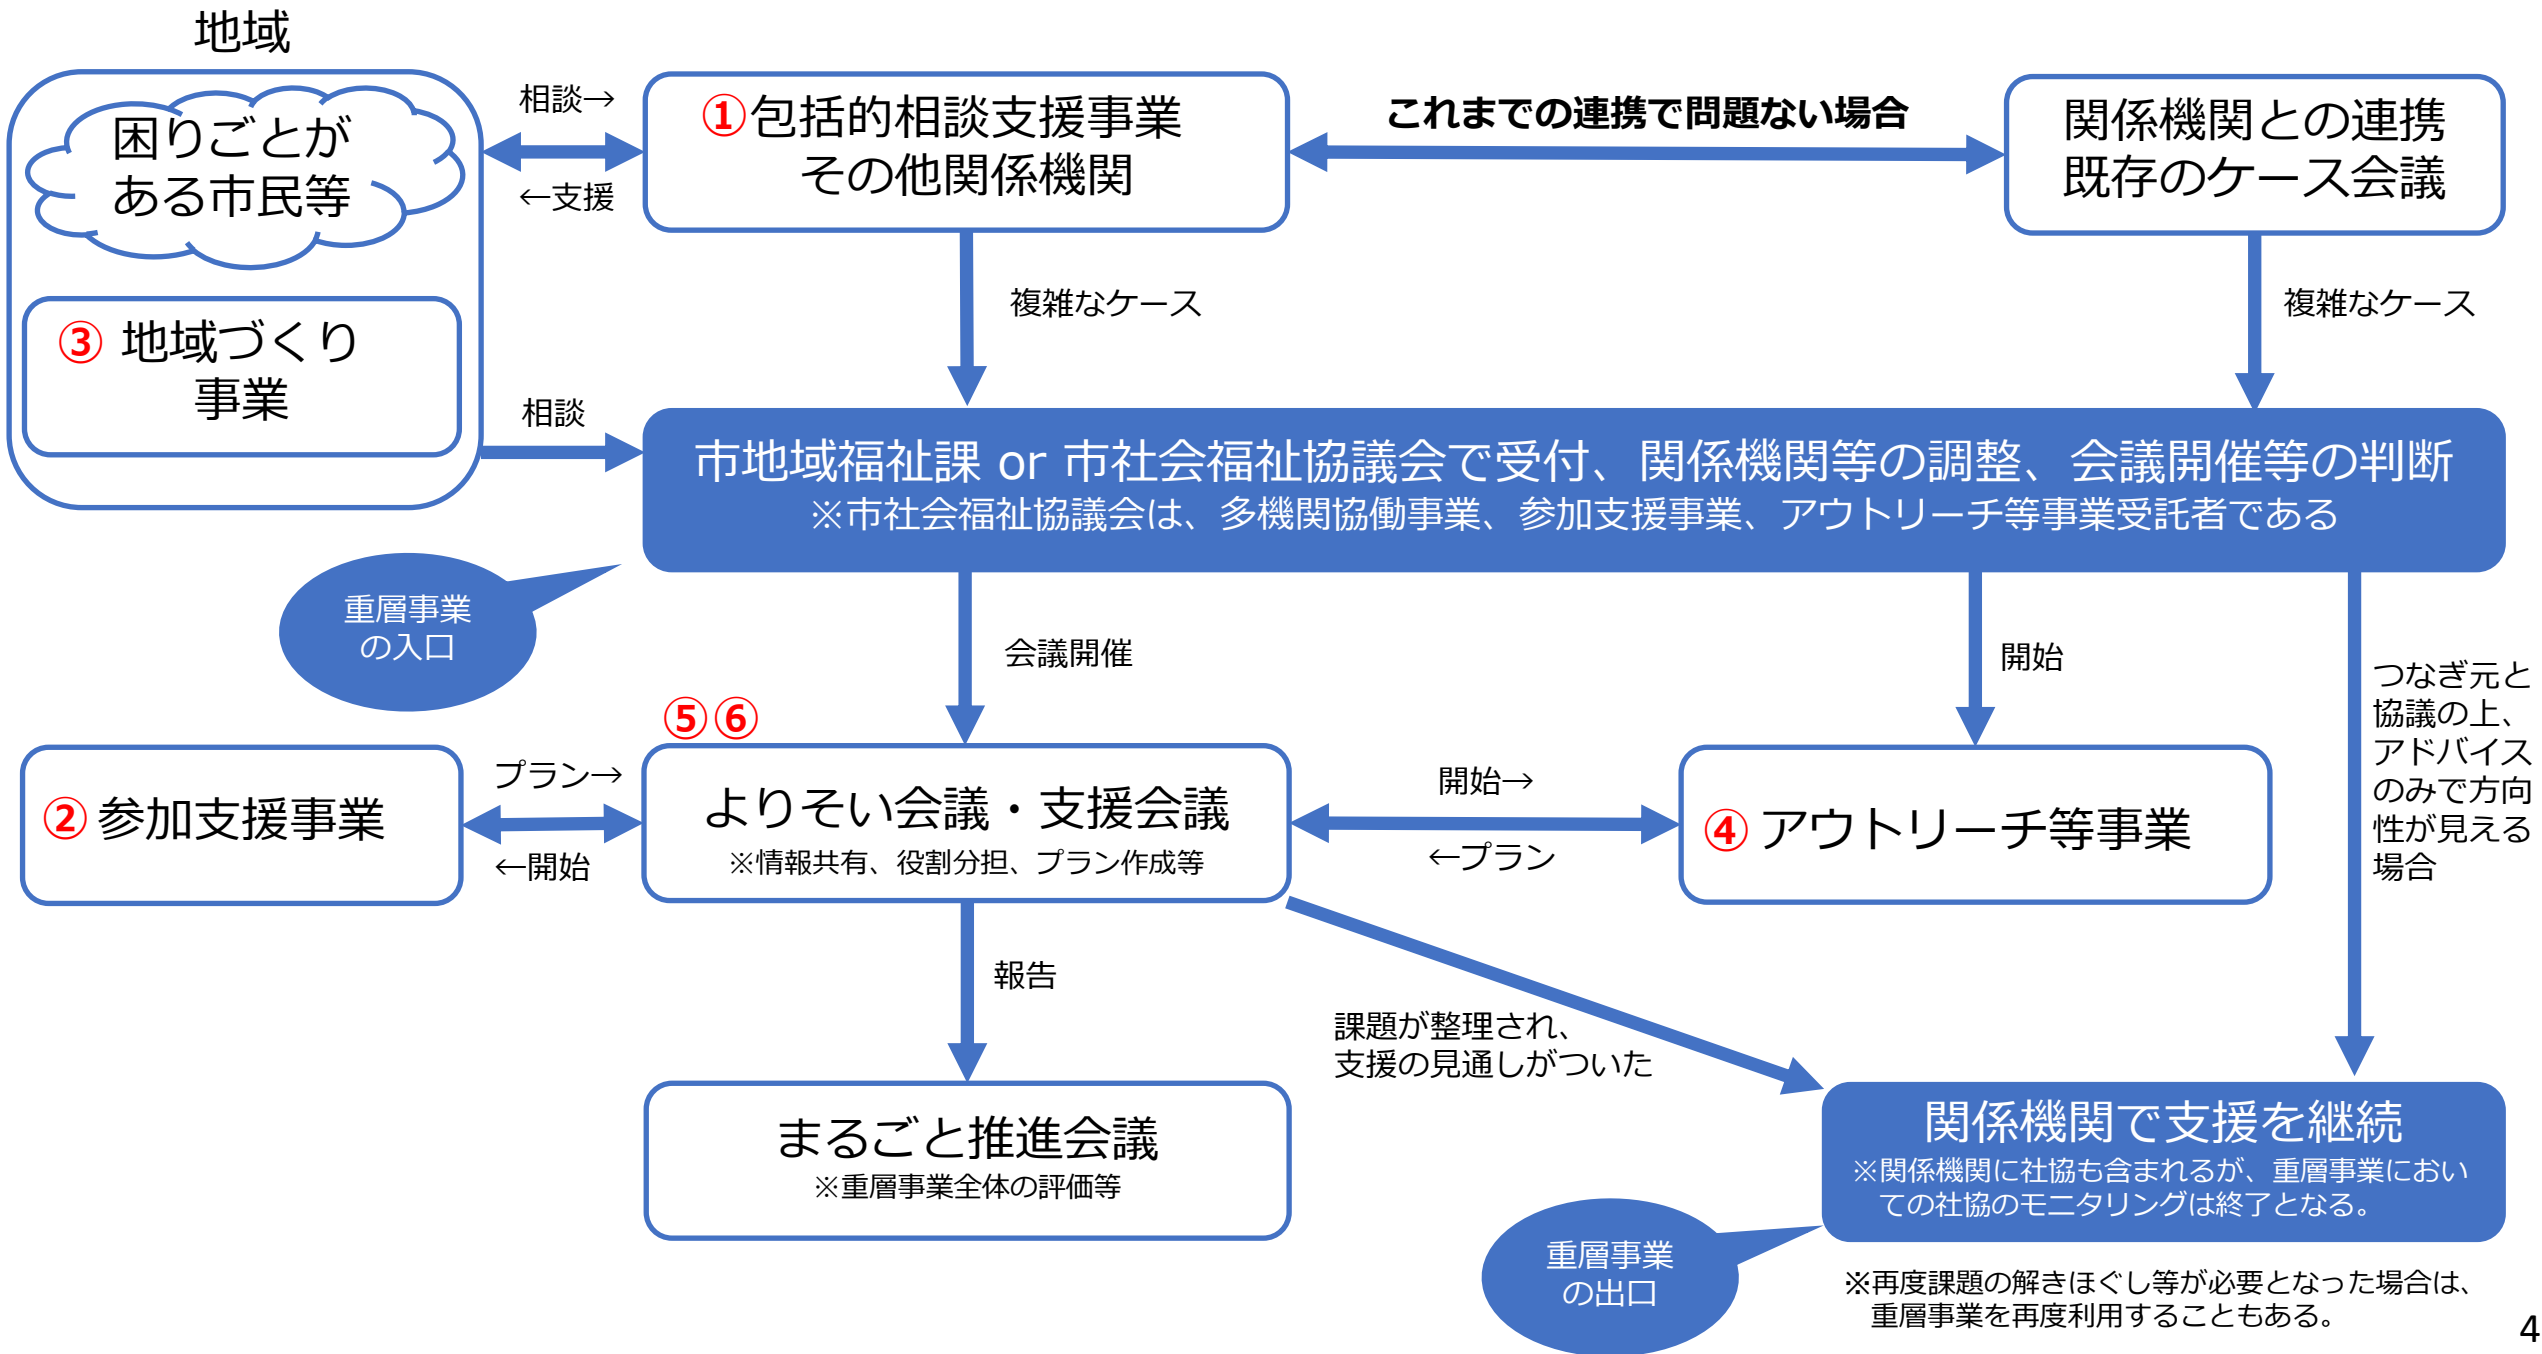 地域
困りごとが
ある市民等
③ 地域づくり
事業
相談→
←支援
①包括的相談支援事業
その他関係機関
これまでの連携で問題ない場合
関係機関との連携
既存のケース会議
複雑なケース
複雑なケース
相談
市地域福祉課 or 市社会福祉協議会で受付、関係機関等の調整、会議開催等の判断
※市社会福祉協議会は、多機関協働事業、参加支援事業、アウトリーチ等事業受託者である
重層事業
の入口
会議開催
開始
つなぎ元と
協議の上、
アドバイス
のみで方向
性が見える
場合
⑤⑥
② 参加支援事業
プラン→
←開始
よりそい会議・支援会議
※情報共有、役割分担、プラン作成等
開始→
←プラン
④ アウトリーチ等事業
報告
課題が整理され、
支援の見通しがついた
まるごと推進会議
※重層事業全体の評価等
関係機関で支援を継続
※関係機関に社協も含まれるが、重層事業におい
ての社協のモニタリングは終了となる。
重層事業
の出口
※再度課題の解きほぐし等が必要となった場合は、
重層事業を再度利用することもある。
4